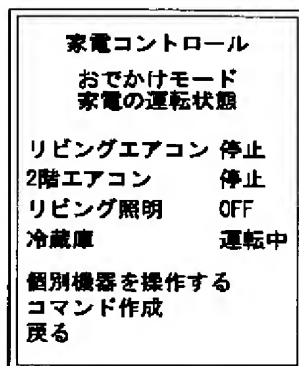 家電コントロール
おでかけモード
家電の運転状態
リビングエアコン 停止
2階エアコン 停止
リビング照明 OFF
冷蔵庫 運転中
個別機器を操作する
コマンド作成
戻る